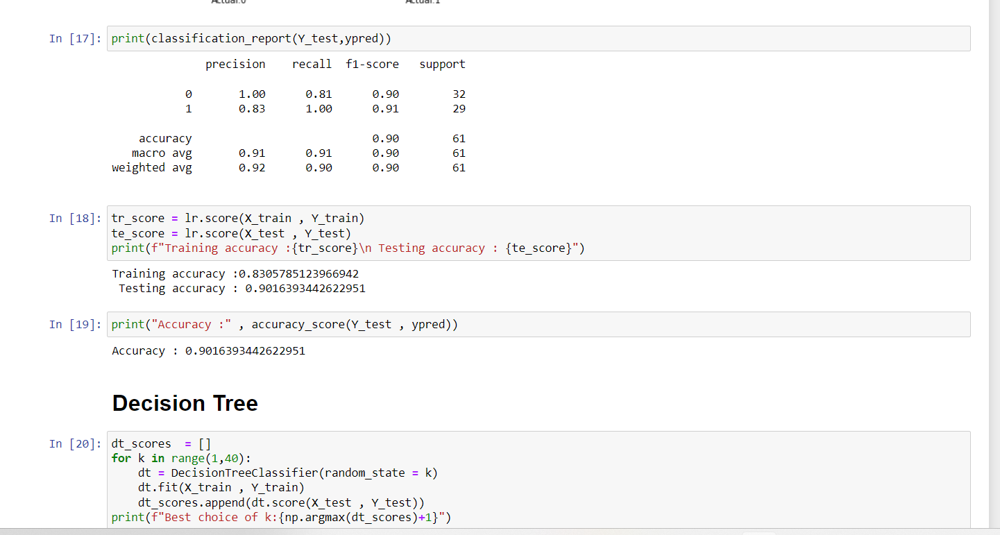 In [17]: print(classification_report(Y_test,ypred))
precision recall f1-score support
0 1.00 0.81 0.90 32
1 0.83 1.00 0.91 29
accuracy 0.90 61
macro avg 0.91 0.91 0.90 61
weighted avg 0.92 0.90 0.90 61
In [18]: tr_score = lr.score(X_train , Y_train)
te_score = lr.score(X_test , Y_test)
print(f"Training accuracy :{tr_score}\n Testing accuracy : {te_score}")
Training accuracy :0.8305785123966942
Testing accuracy : 0.9016393442622951
In [19]: print("Accuracy :" , accuracy_score(Y_test , ypred))
Accuracy : 0.9016393442622951
Decision Tree
In [20]: dt_scores = []
for k in range(1,40):
dt = DecisionTreeClassifier(random_state = k)
dt.fit(X_train , Y_train)
dt_scores.append(dt.score(X_test , Y_test))
print(f"Best choice of k:{np.argmax(dt_scores)+1}")